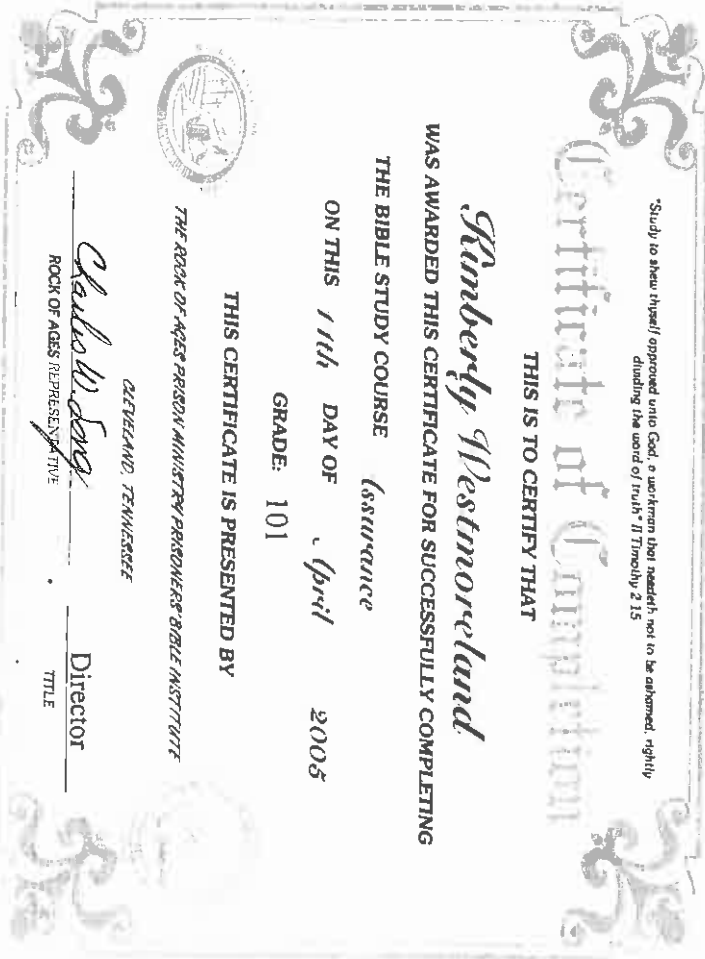 "Study to shew thyself approved unto God, a workman that needeth not to be ashamed, rightly
dividing the word of truth" II Timothy 2 15
Certificate of Completion
THIS IS TO CERTIFY THAT
Kimberly Westmoreland
WAS AWARDED THIS CERTIFICATE FOR SUCCESSFULLY COMPLETING
THE BIBLE STUDY COURSE Assurance
ON THIS 11th DAY OF April 2005
GRADE: 101
THIS CERTIFICATE IS PRESENTED BY
THE ROCK OF AGES PRISON MINISTRY PRISONERS' BIBLE INSTITUTE
CLEVELAND, TENNESSEE
Charles W. Director
ROCK OF AGES REPRESENTATIVE TITLE